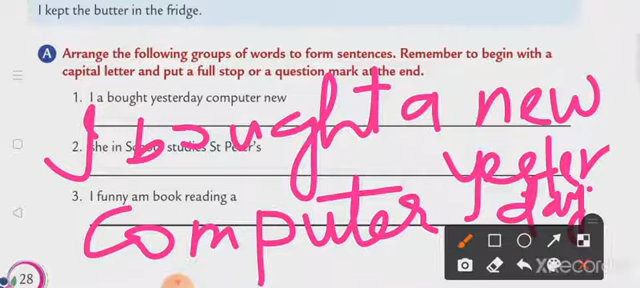 I kept the butter in the fridge.
A Arrange the following groups of words to form sentences. Remember to begin with a
capital letter and put a full stop or a question mark at the end.
1. I a bought yesterday computer new
I bought a new
2. she in School studies St Peter's
yester
3. I funny am book reading a
day.
computer
28
XRecorder